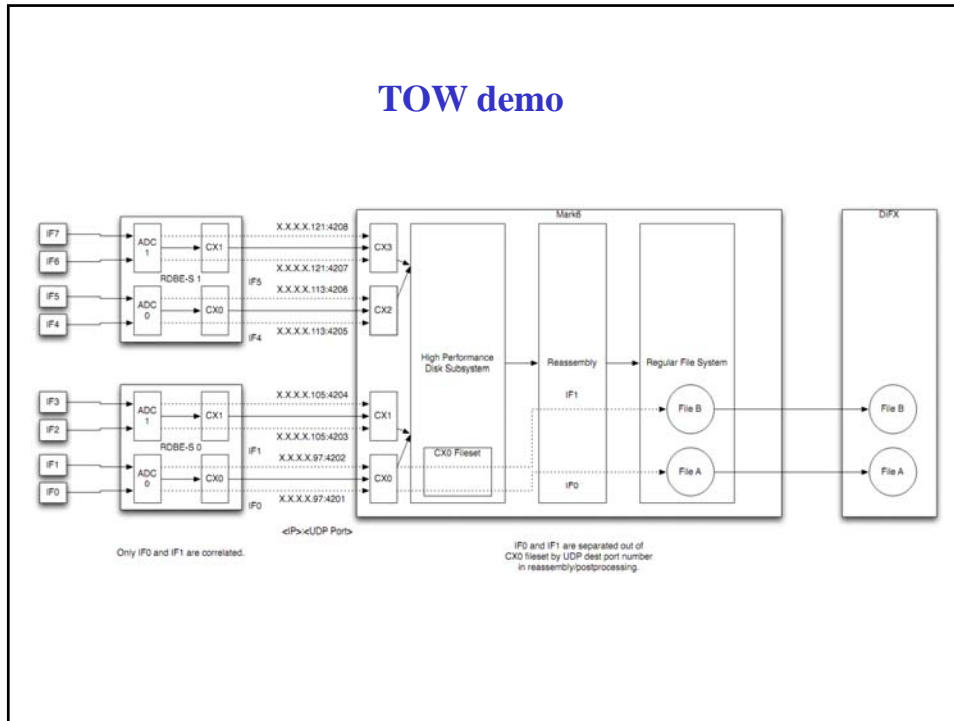 TOW demo
Mark6
DiFX
IF7
IF6
IF5
IF4
ADC
1
CX1
RDBE-S 1
ADC
0
CX0
IF5
IF4
X.X.X.X.121:4208
X.X.X.X.121:4207
X.X.X.X.113:4206
X.X.X.X.113:4205
CX3
CX2
IF3
IF2
IF1
IF0
ADC
1
CX1
RDBE-S 0
ADC
0
CX0
IF1
IF0
X.X.X.X.105:4204
X.X.X.X.105:4203
X.X.X.X.97:4202
X.X.X.X.97:4201
<IP>:<UDP Port>
CX1
CX0
High Performance
Disk Subsystem
CX0 Fileset
Reassembly
IF1
IF0
Regular File System
File B
File A
File B
File A
Only IF0 and IF1 are correlated.
IF0 and IF1 are separated out of
CX0 fileset by UDP dest port number
in reassembly/postprocessing.